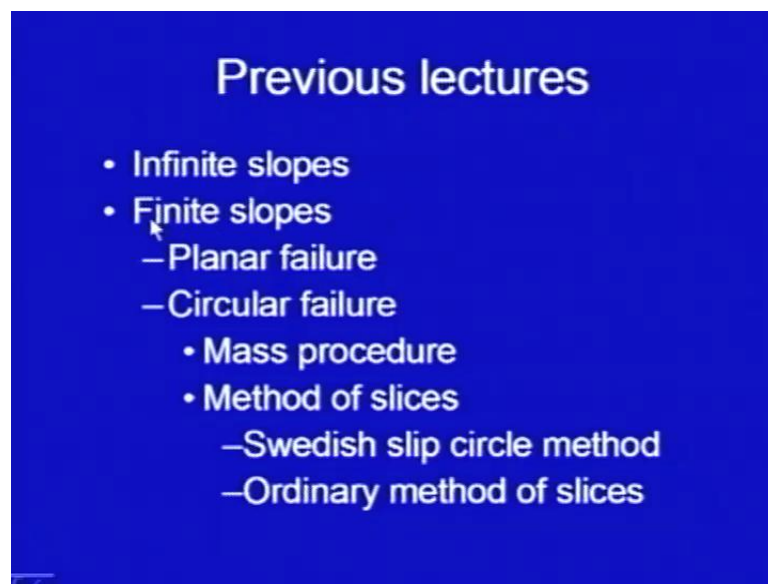 Previous lectures
• Infinite slopes
• Finite slopes
–Planar failure
–Circular failure
• Mass procedure
• Method of slices
–Swedish slip circle method
–Ordinary method of slices